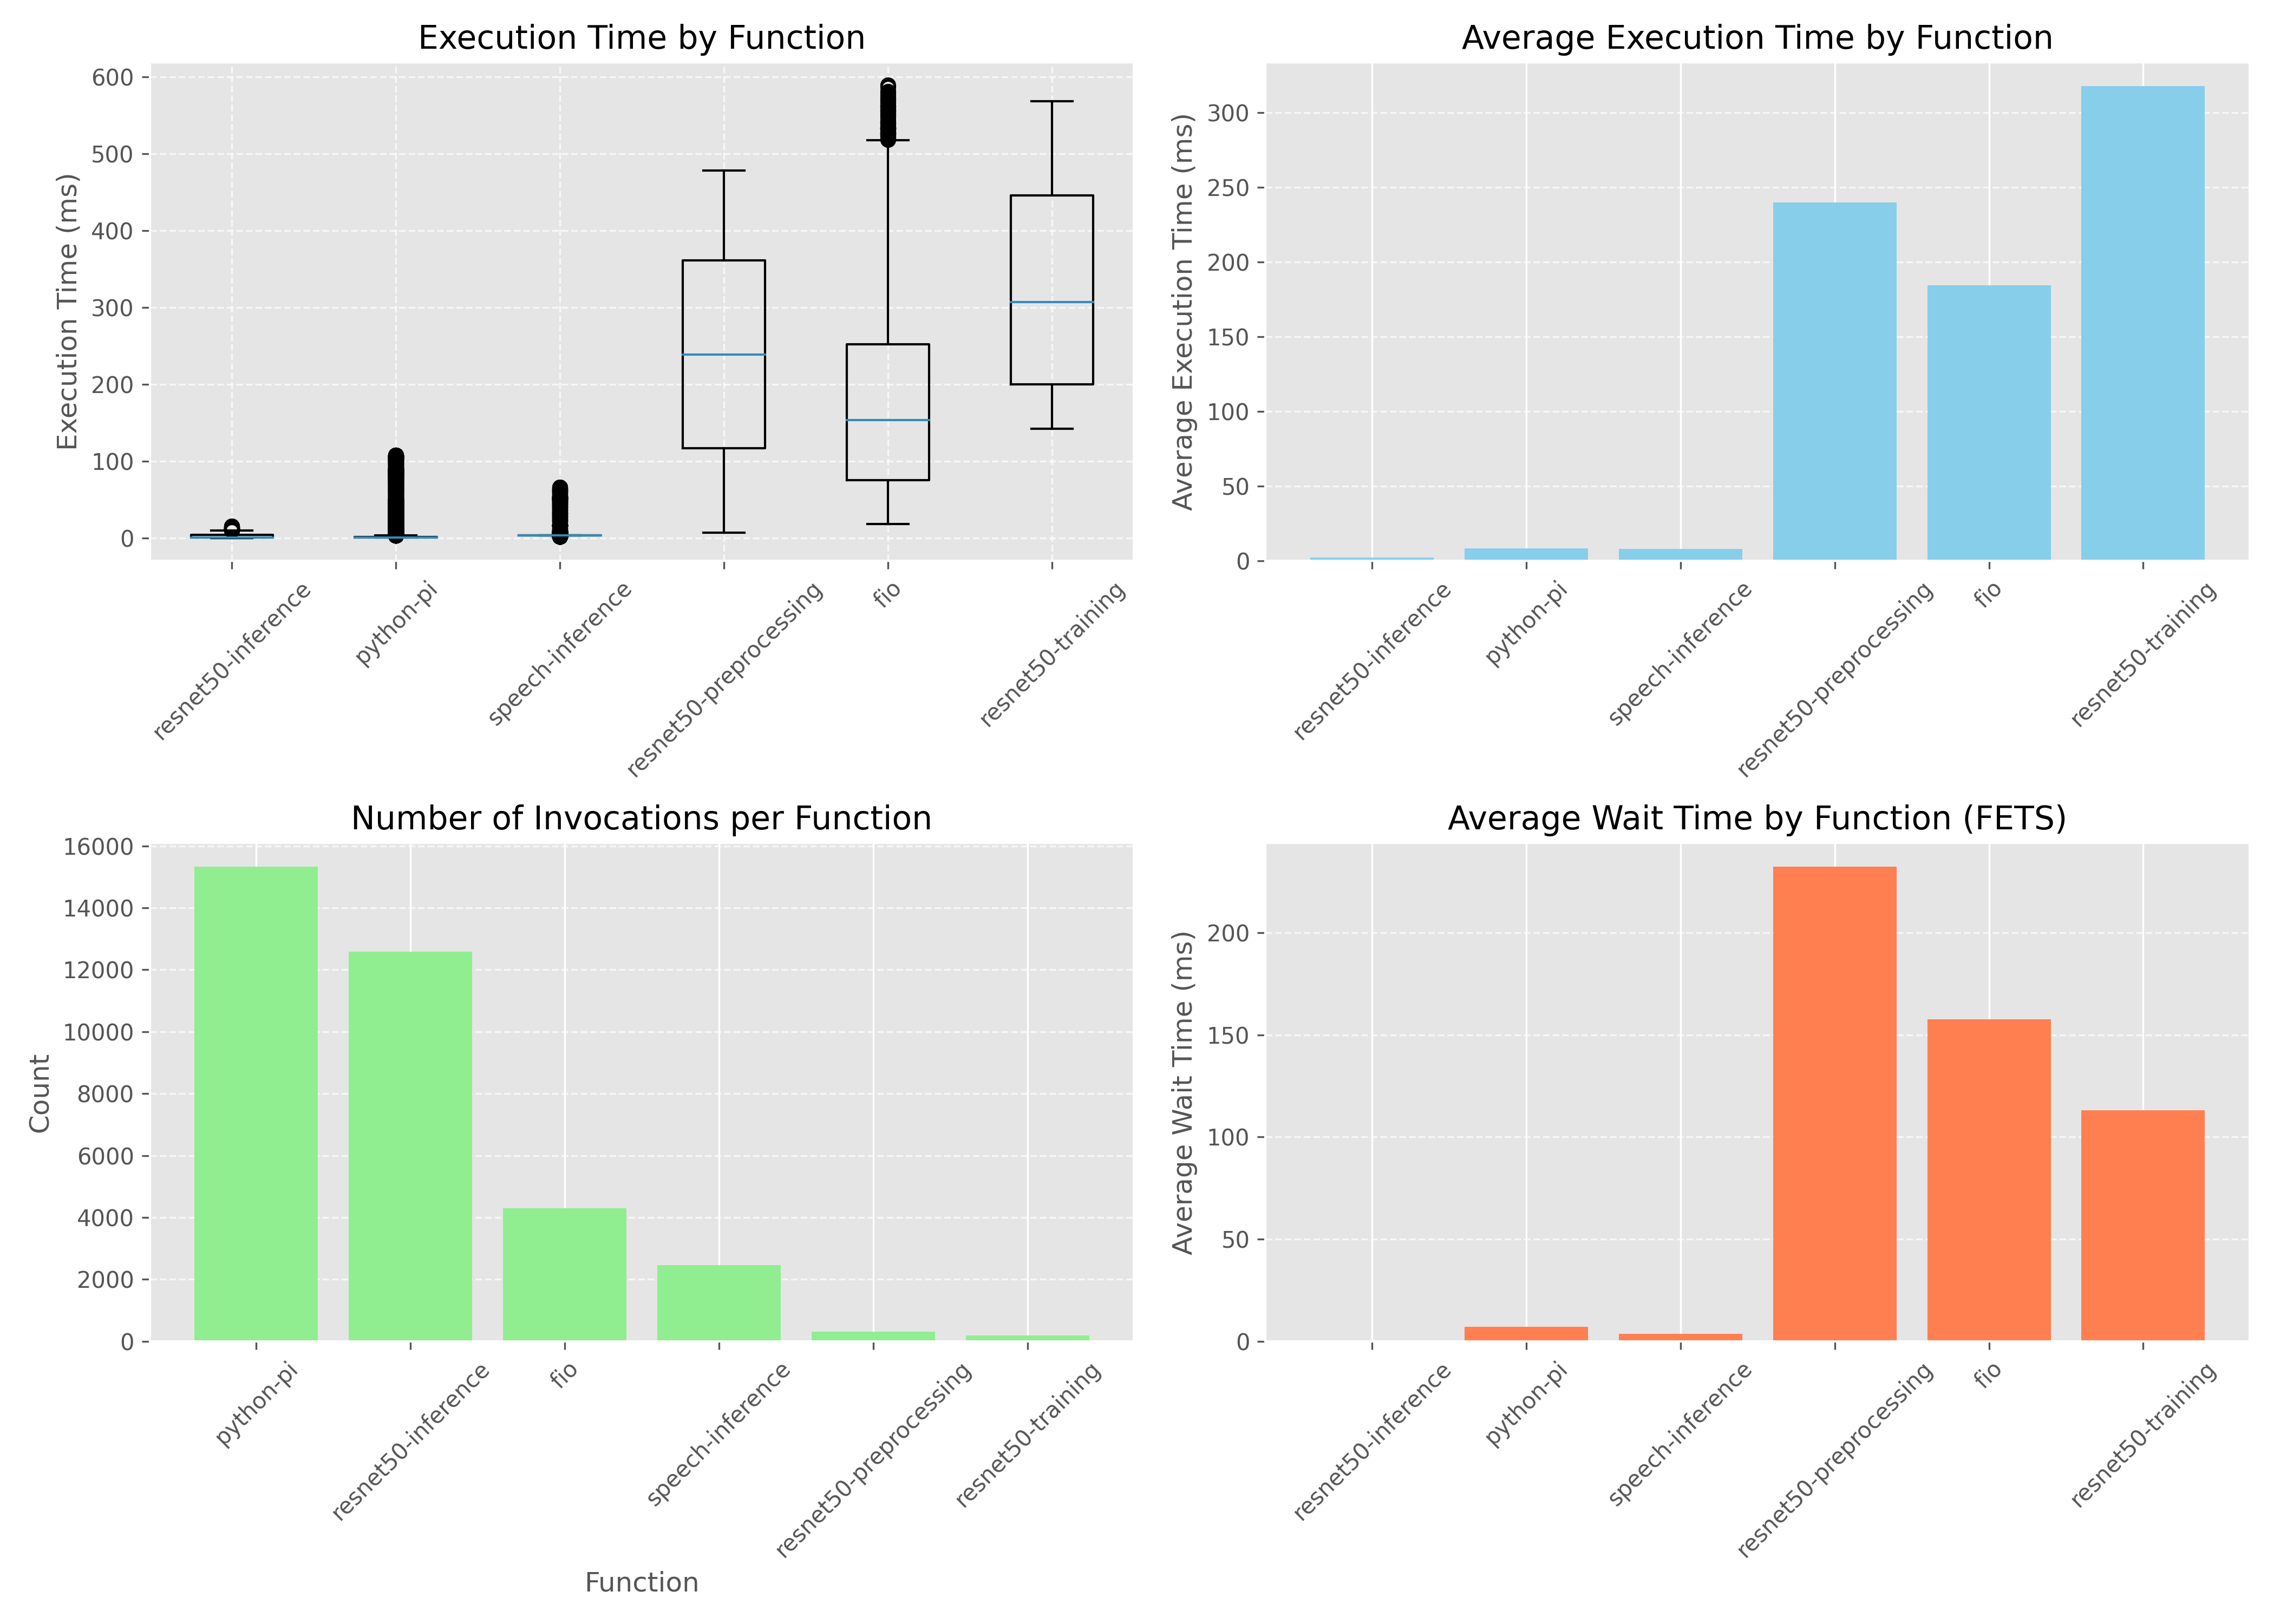 Execution Time by Function
Execution Time (ms)
600
500
400
300
200
100
0
resnet50-inference
python-pi
speech-inference
resnet50-preprocessing
fio
resnet50-training
Average Execution Time by Function
Average Execution Time (ms)
300
250
200
150
100
50
0
resnet50-inference
python-pi
speech-inference
resnet50-preprocessing
fio
resnet50-training
Number of Invocations per Function
Count
16000
14000
12000
10000
8000
6000
4000
2000
0
python-pi
resnet50-inference
fio
speech-inference
resnet50-preprocessing
resnet50-training
Function
Average Wait Time by Function (FETS)
Average Wait Time (ms)
200
150
100
50
0
resnet50-inference
python-pi
speech-inference
resnet50-preprocessing
fio
resnet50-training